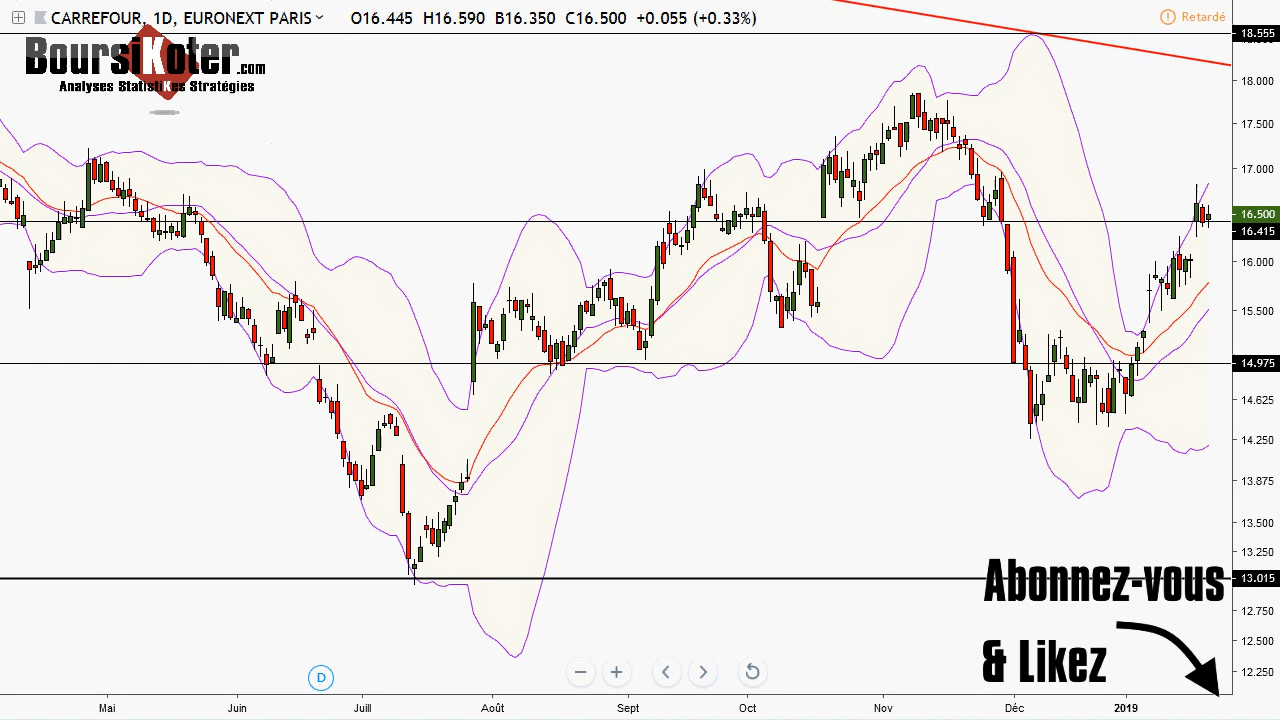 CARREFOUR, 1D, EURONEXT PARIS O16.445 H16.590 B16.350 C16.500 +0.055 (+0.33%)
Retardé
BoursiKoter.com
Analyses StatistiKes Stratégies
18.555
18.000
17.500
17.000
16.500
16.415
16.000
15.500
14.975
14.625
14.250
13.875
13.500
13.250
13.015
12.750
12.500
12.250
Abonnez-vous
& Likez
D
Mai Juin Juill Août Sept Oct Nov Déc 2019